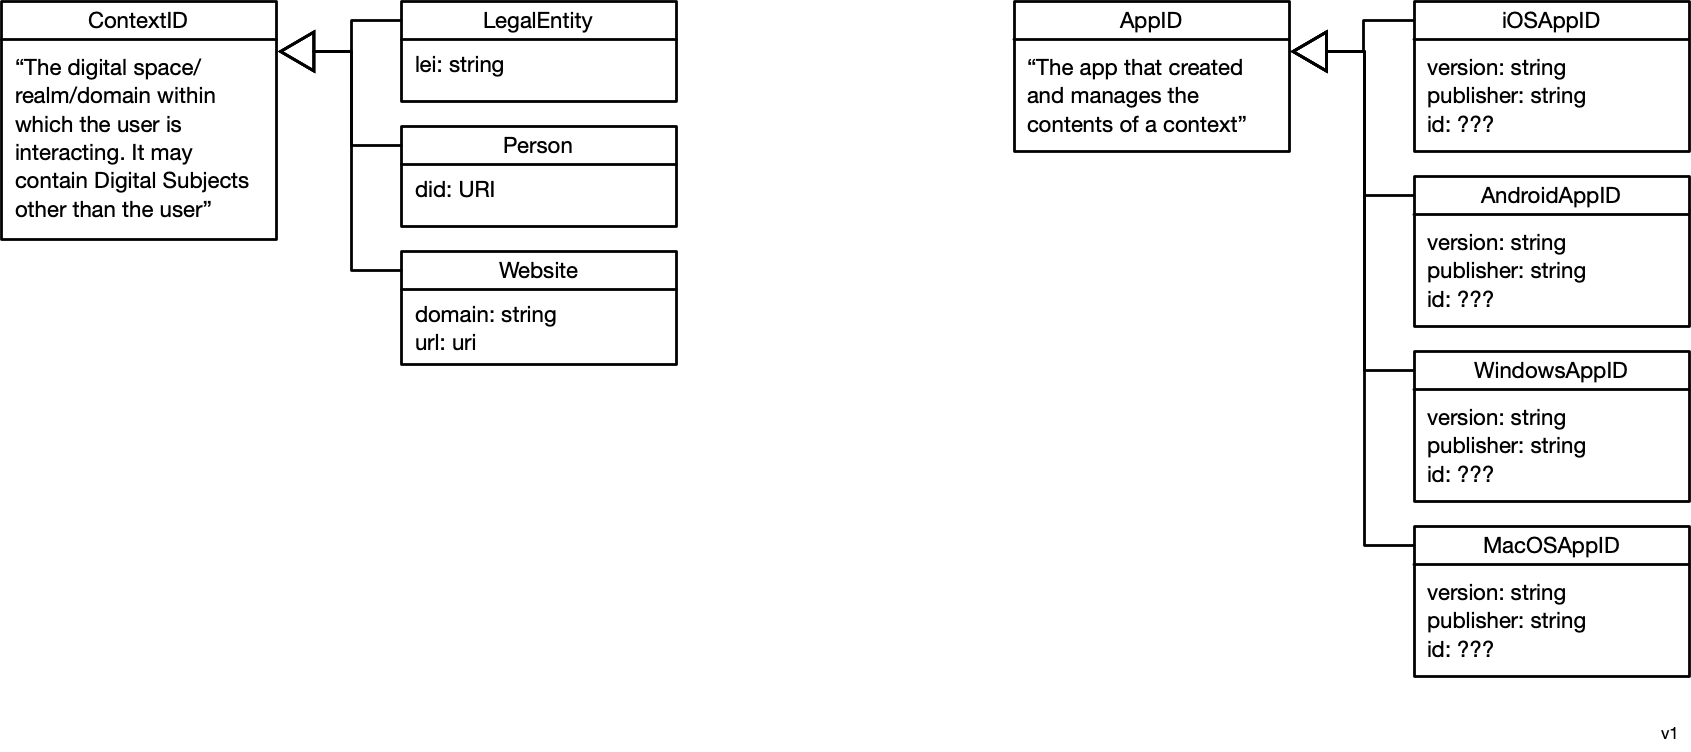 ContextID
“The digital space/
realm/domain within
which the user is
interacting. It may
contain Digital Subjects
other than the user”
LegalEntity
lei: string
Person
did: URI
Website
domain: string
url: uri
AppID
“The app that created
and manages the
contents of a context”
iOSAppID
version: string
publisher: string
id: ???
AndroidAppID
version: string
publisher: string
id: ???
WindowsAppID
version: string
publisher: string
id: ???
MacOSAppID
version: string
publisher: string
id: ???
v1